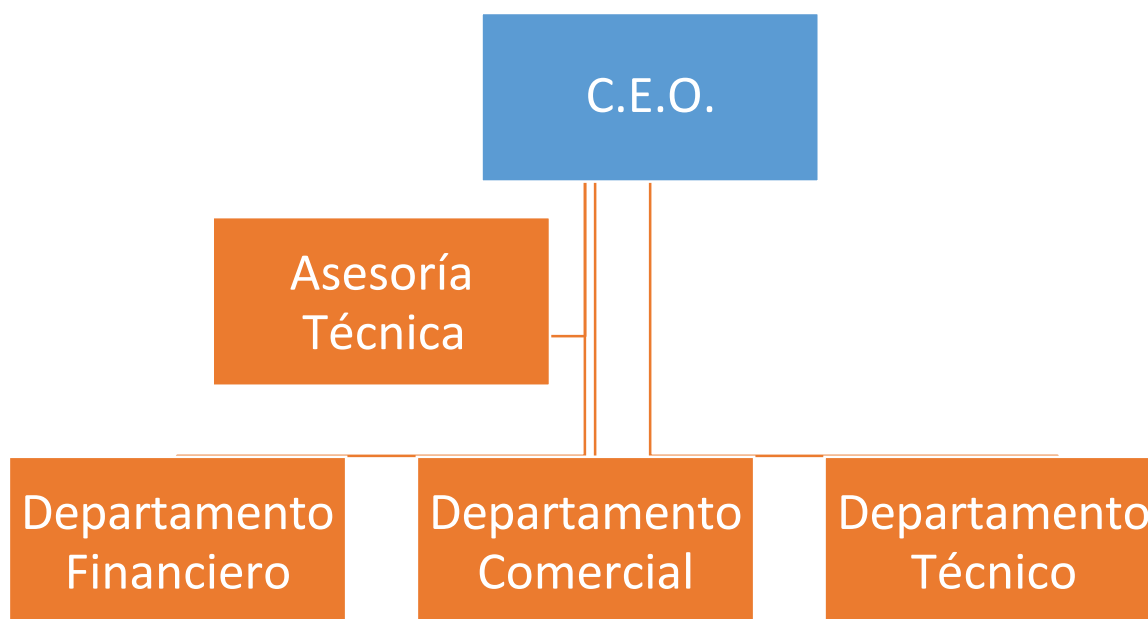 C.E.O.
Asesoría
Técnica
Departamento
Financiero
Departamento
Comercial
Departamento
Técnico